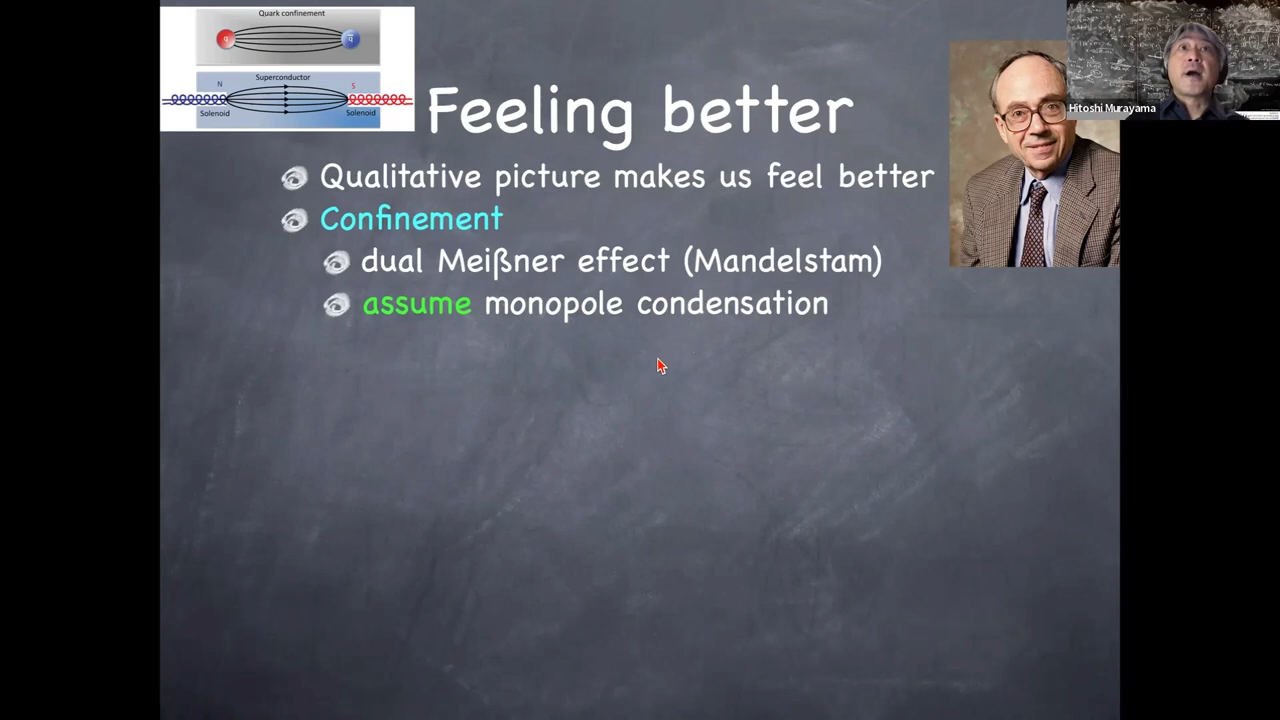 Quark confinement
q
q̄
Superconductor
N
S
Solenoid
Solenoid
Feeling better
Hitoshi Murayama
Qualitative picture makes us feel better
Confinement
dual Meißner effect (Mandelstam)
assume monopole condensation